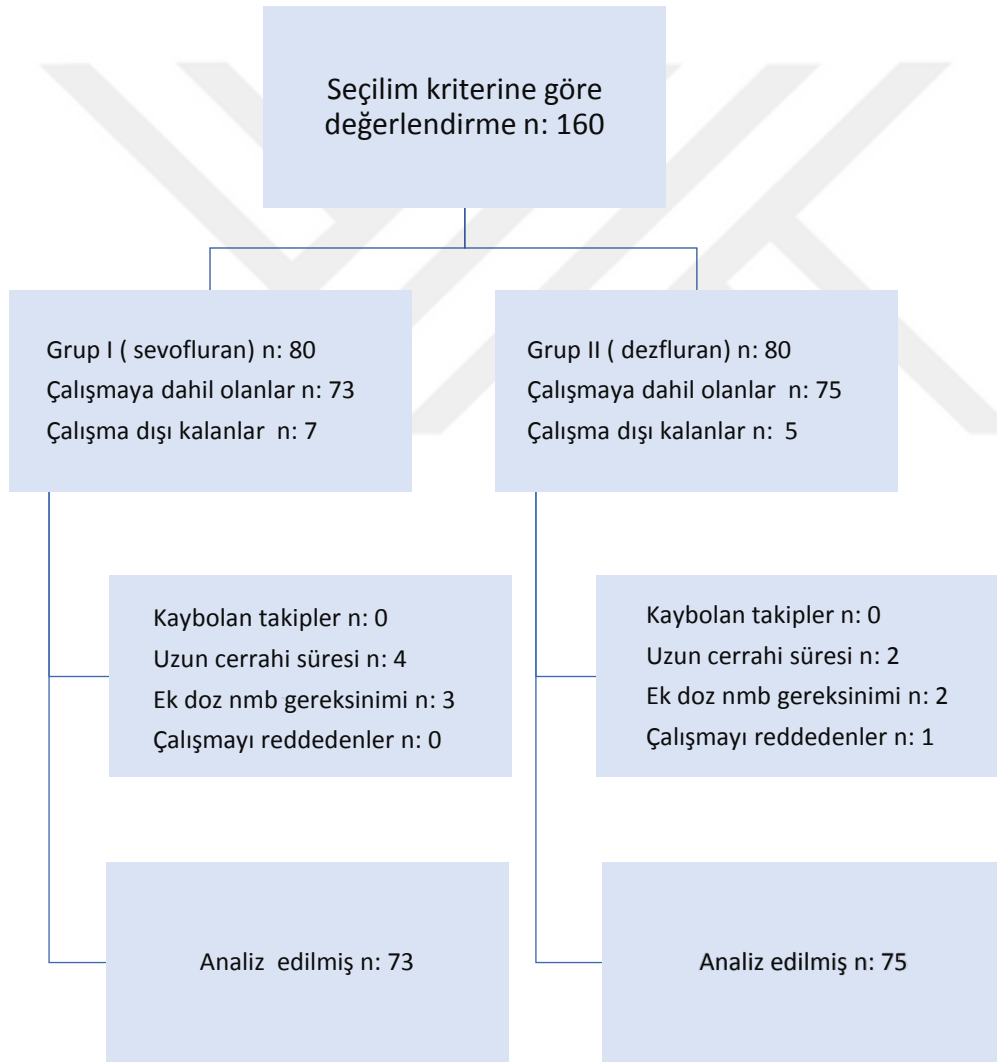 Seçilim kriterine göre
değerlendirme n: 160
Grup I ( sevofluran) n: 80
Çalışmaya dahil olanlar n: 73
Çalışma dışı kalanlar n: 7
Grup II ( dezfluran) n: 80
Çalışmaya dahil olanlar n: 75
Çalışma dışı kalanlar n: 5
Kaybolan takipler n: 0
Uzun cerrahi süresi n: 4
Ek doz nmb gereksinimi n: 3
Çalışmayı reddedenler n: 0
Kaybolan takipler n: 0
Uzun cerrahi süresi n: 2
Ek doz nmb gereksinimi n: 2
Çalışmayı reddedenler n: 1
Analiz edilmiş n: 73
Analiz edilmiş n: 75